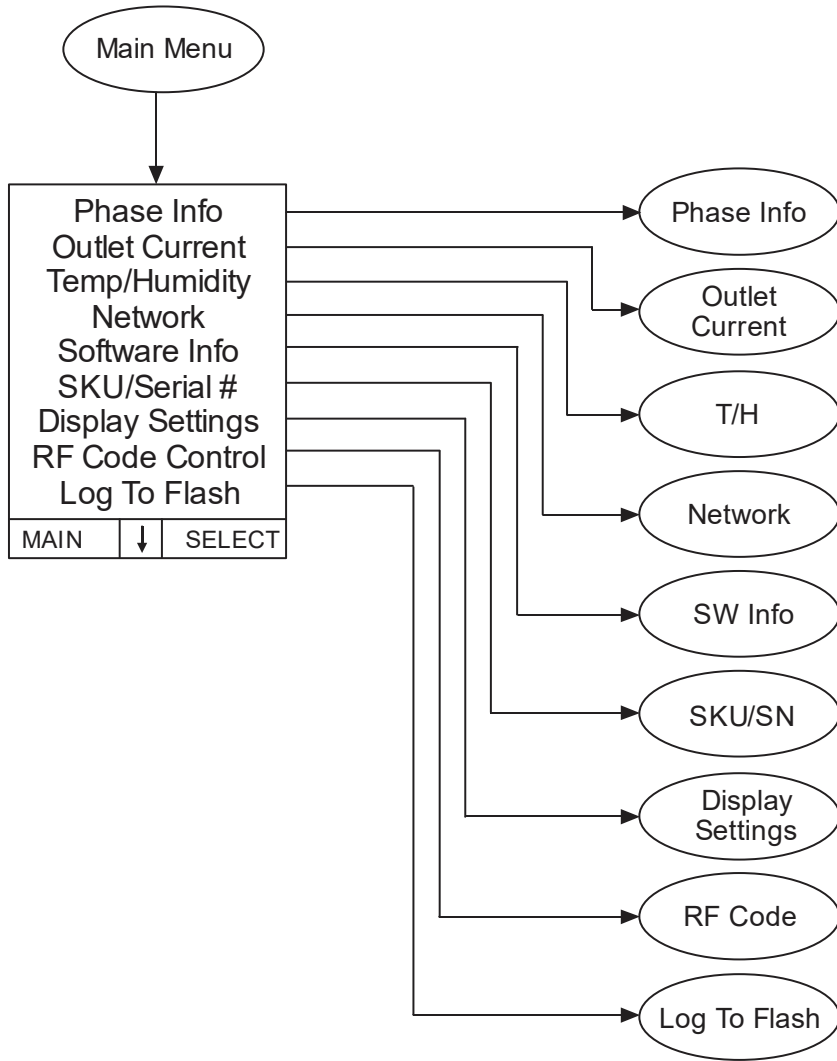 Main Menu
Phase Info
Outlet Current
Temp/Humidity
Network
Software Info
SKU/Serial #
Display Settings
RF Code Control
Log To Flash
MAIN ↓ SELECT
Phase Info
Outlet
Current
T/H
Network
SW Info
SKU/SN
Display
Settings
RF Code
Log To Flash